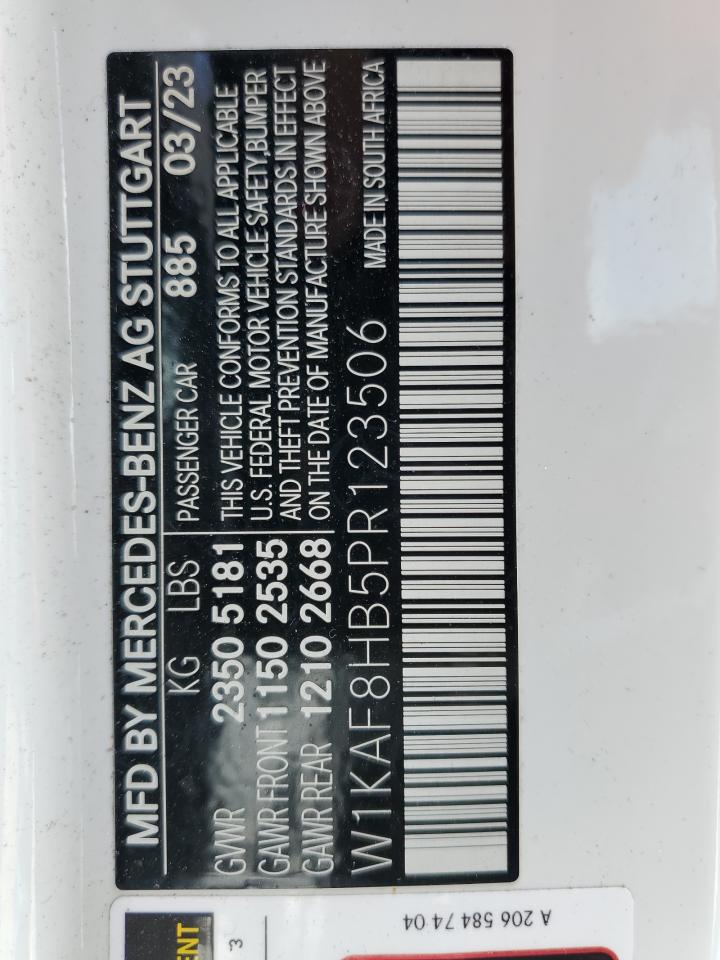 MFD BY MERCEDES-BENZ AG STUTTGART
KG LBS PASSENGER CAR 885 03/23
GVWR 2350 5181 THIS VEHICLE CONFORMS TO ALL APPLICABLE
GAWR FRONT 1150 2535 U.S. FEDERAL MOTOR VEHICLE SAFETY,BUMPER
GAWR REAR 1210 2668 AND THEFT PREVENTION STANDARDS IN EFFECT
ON THE DATE OF MANUFACTURE SHOWN ABOVE
W1KAF8HB5PR123506 MADE IN SOUTH AFRICA
A 206 584 74 04
ENT
3